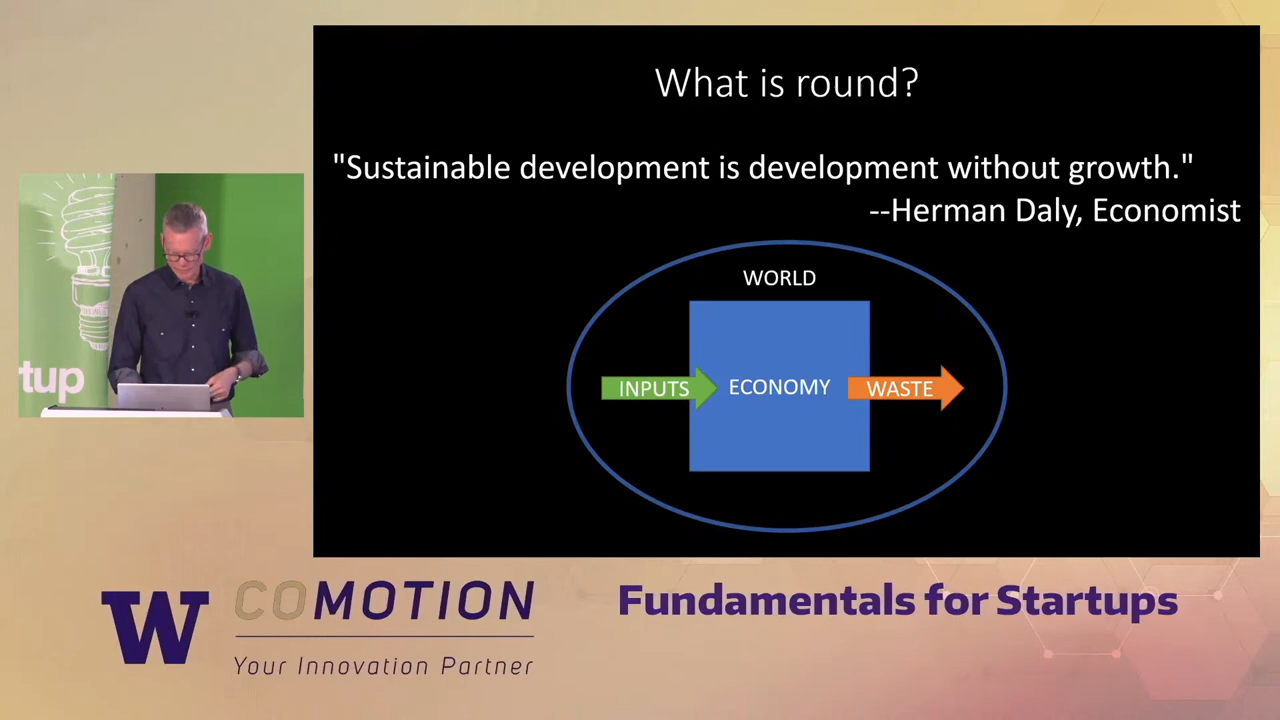 What is round?
"Sustainable development is development without growth."
--Herman Daly, Economist
WORLD
INPUTS
ECONOMY
WASTE
tup
W
COMOTION
Your Innovation Partner
Fundamentals for Startups